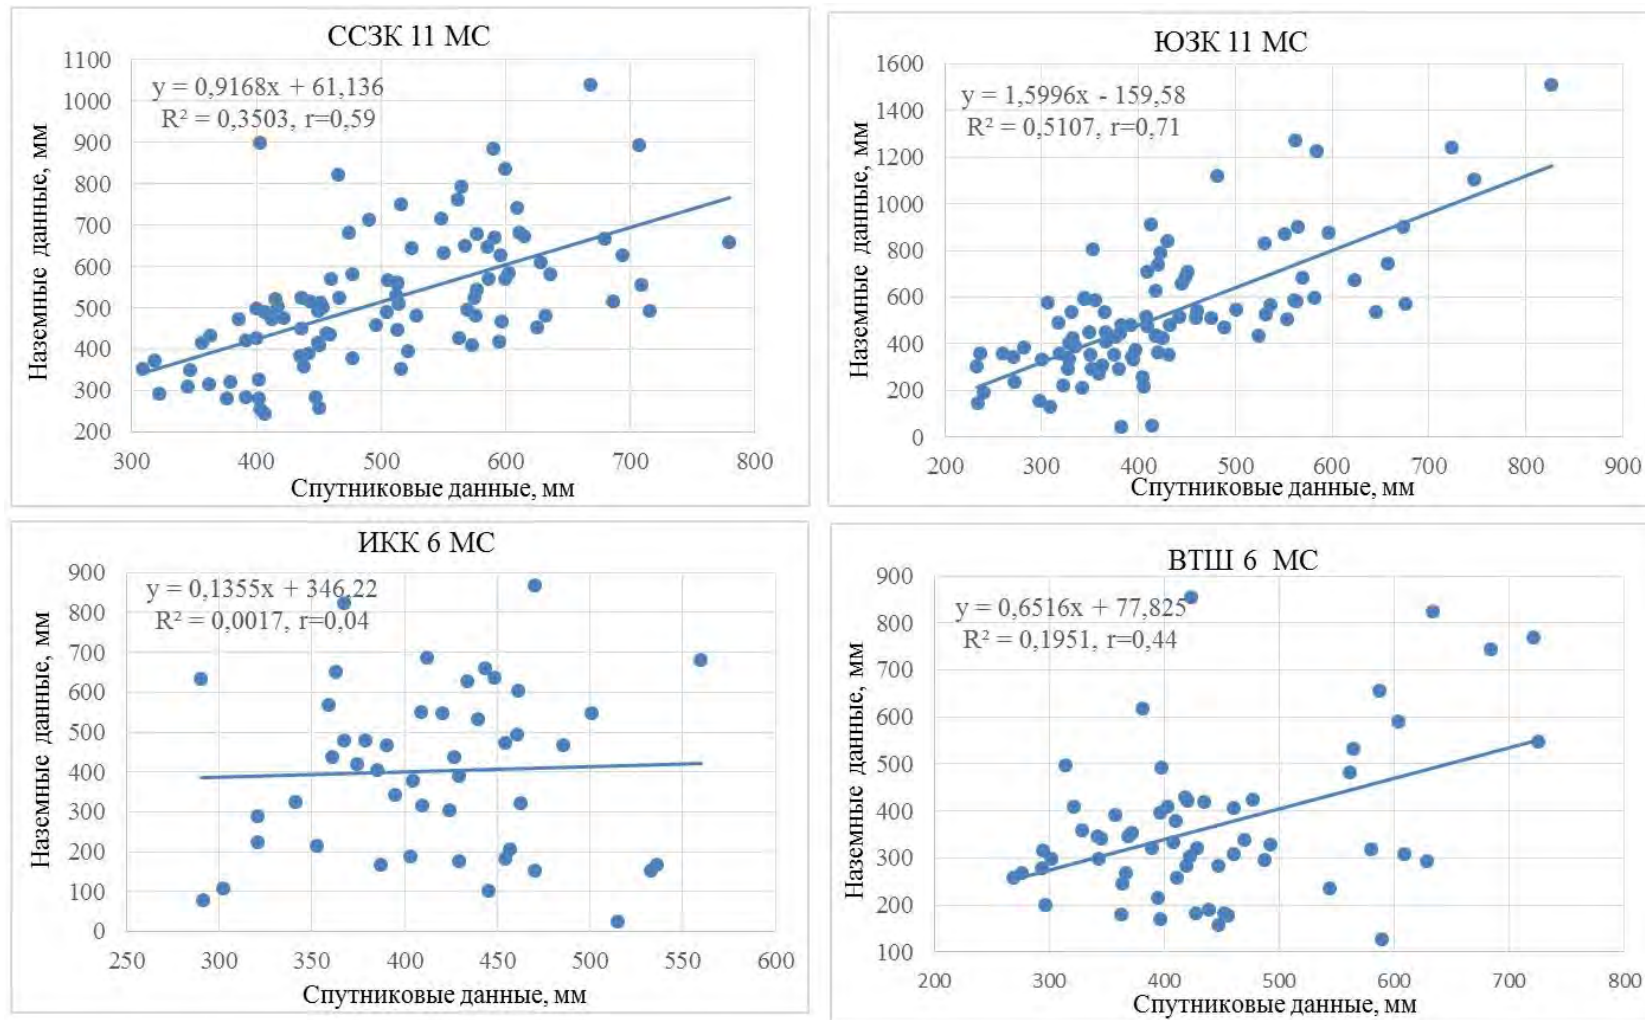 ССЗК 11 МС
y = 0,9168x + 61,136
R² = 0,3503, r=0,59
Наземные данные, мм
1100
1000
900
800
700
600
500
400
300
200
300 400 500 600 700 800
Спутниковые данные, мм
ЮЗК 11 МС
y = 1,5996x - 159,58
R² = 0,5107, r=0,71
Наземные данные, мм
1600
1400
1200
1000
800
600
400
200
0
200 300 400 500 600 700 800 900
Спутниковые данные, мм
ИКК 6 МС
y = 0,1355x + 346,22
R² = 0,0017, r=0,04
Наземные данные, мм
900
800
700
600
500
400
300
200
100
0
250 300 350 400 450 500 550 600
Спутниковые данные, мм
ВТШ 6 МС
y = 0,6516x + 77,825
R² = 0,1951, r=0,44
Наземные данные, мм
900
800
700
600
500
400
300
200
100
200 300 400 500 600 700 800
Спутниковые данные, мм